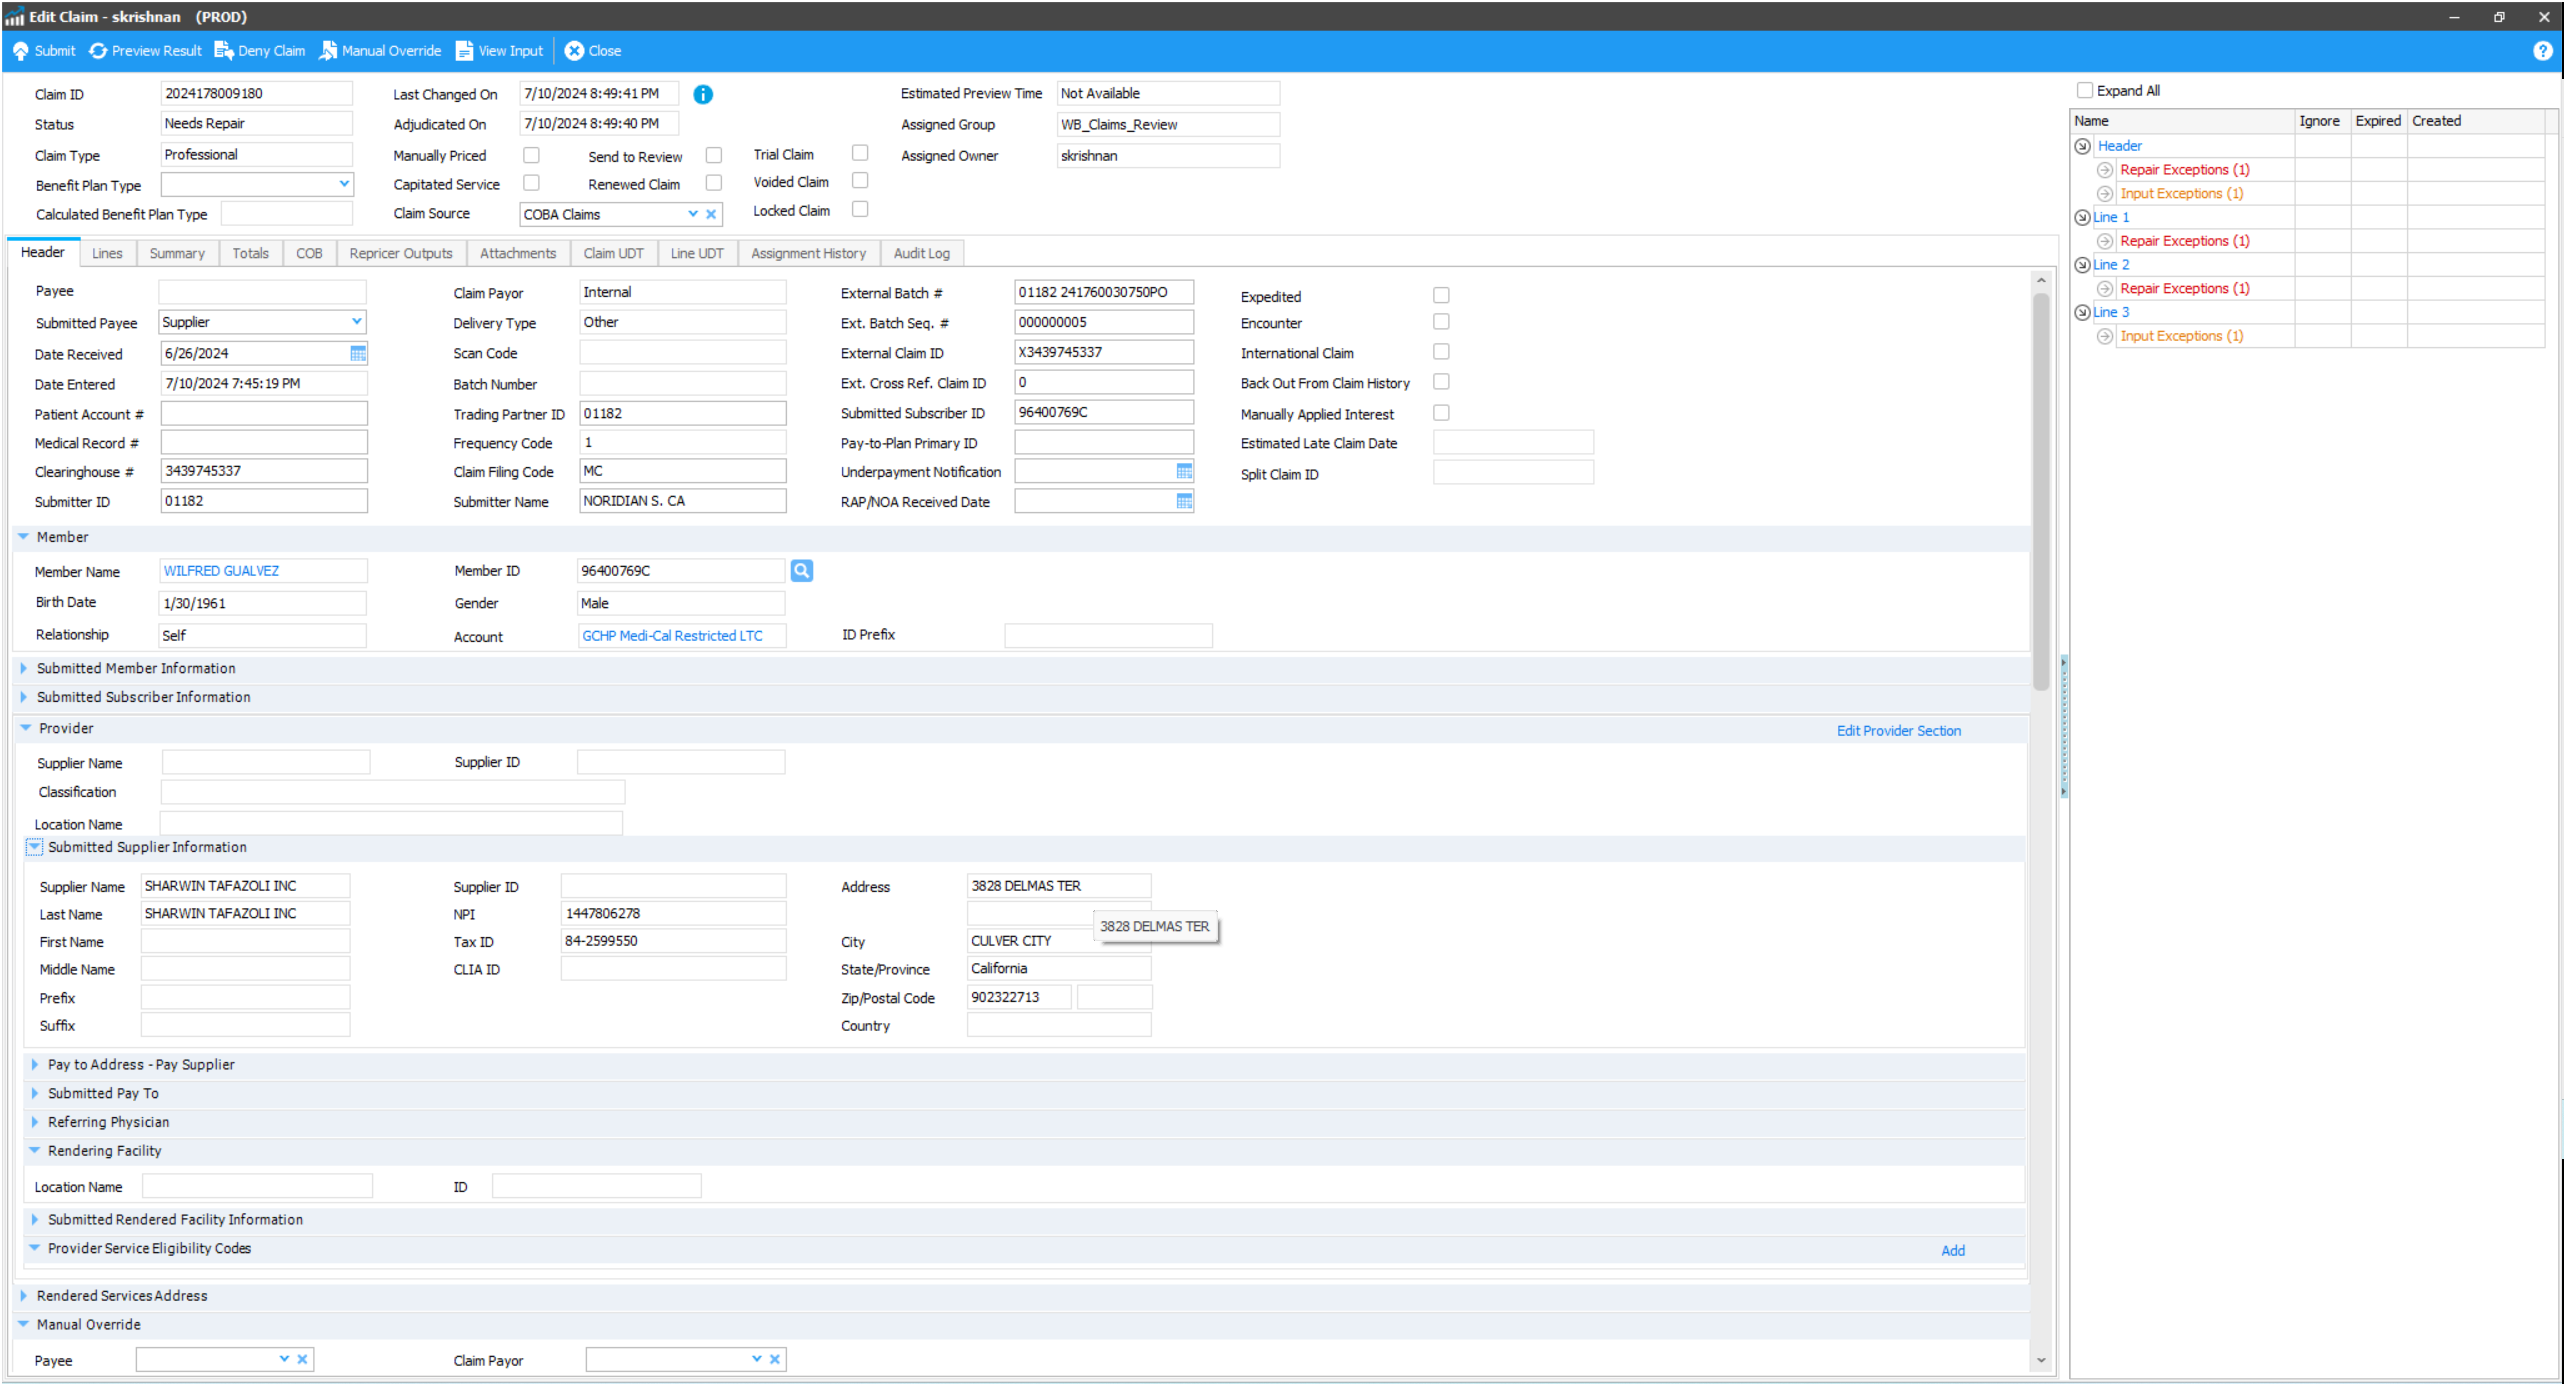 Edit Claim - skrishnan (PROD)
Submit Preview Result Deny Claim Manual Override View Input Close
Claim ID 2024178009180 Last Changed On 7/10/2024 8:49:41 PM Estimated Preview Time Not Available
Status Needs Repair Adjudicated On 7/10/2024 8:49:40 PM Assigned Group WB_Claims_Review
Claim Type Professional Manually Priced Send to Review Trial Claim Assigned Owner skrishnan
Benefit Plan Type Capitated Service Renewed Claim Voided Claim
Calculated Benefit Plan Type Claim Source COBA Claims Locked Claim
Header Lines Summary Totals COB Repricer Outputs Attachments Claim UDT Line UDT Assignment History Audit Log
Payee Claim Payor Internal External Batch # 01182 241760030750PO Expedited
Submitted Payee Supplier Delivery Type Other Ext. Batch Seq. # 000000005 Encounter
Date Received 6/26/2024 Scan Code External Claim ID X3439745337 International Claim
Date Entered 7/10/2024 7:45:19 PM Batch Number Ext. Cross Ref. Claim ID 0 Back Out From Claim History
Patient Account # Trading Partner ID 01182 Submitted Subscriber ID 96400769C Manually Applied Interest
Medical Record # Frequency Code 1 Pay-to-Plan Primary ID Estimated Late Claim Date
Clearinghouse # 3439745337 Claim Filing Code MC Underpayment Notification Split Claim ID
Submitter ID 01182 Submitter Name NORIDIAN S. CA RAP/NOA Received Date
Member
Member Name WILFRED GUALVEZ Member ID 96400769C
Birth Date 1/30/1961 Gender Male
Relationship Self Account GCHP Medi-Cal Restricted LTC ID Prefix
Submitted Member Information
Submitted Subscriber Information
Provider Edit Provider Section
Supplier Name Supplier ID
Classification
Location Name
Submitted Supplier Information
Supplier Name SHARWIN TAFAZOLI INC Supplier ID Address 3828 DELMAS TER
Last Name SHARWIN TAFAZOLI INC NPI 1447806278
3828 DELMAS TER
First Name Tax ID 84-2599550 City CULVER CITY
Middle Name CLIA ID State/Province California
Prefix Zip/Postal Code 902322713
Suffix Country
Pay to Address - Pay Supplier
Submitted Pay To
Referring Physician
Rendering Facility
Location Name ID
Submitted Rendered Facility Information
Provider Service Eligibility Codes Add
Rendered Services Address
Manual Override
Payee Claim Payor
Expand All
Name Ignore Expired Created
Header
Repair Exceptions (1)
Input Exceptions (1)
Line 1
Repair Exceptions (1)
Line 2
Repair Exceptions (1)
Line 3
Input Exceptions (1)